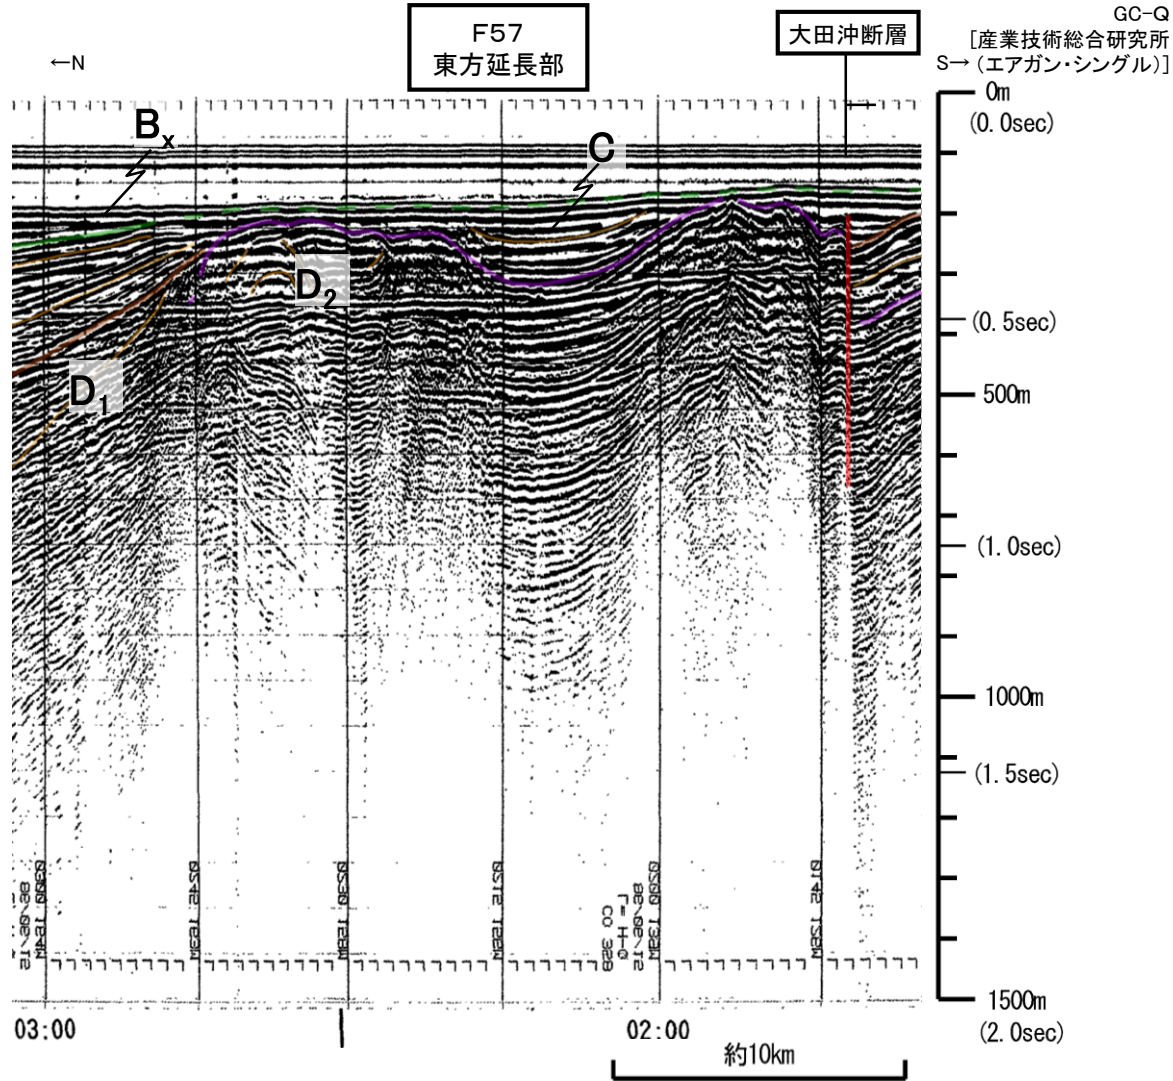 GC-Q
[産業技術総合研究所
(エアガン・シングル)]
F57
東方延長部
大田沖断層
←N
S→
0m
(0.0sec)
Bx
C
D2
(0.5sec)
D1
500m
(1.0sec)
1000m
(1.5sec)
1500m
(2.0sec)
03:00
02:00
約10km